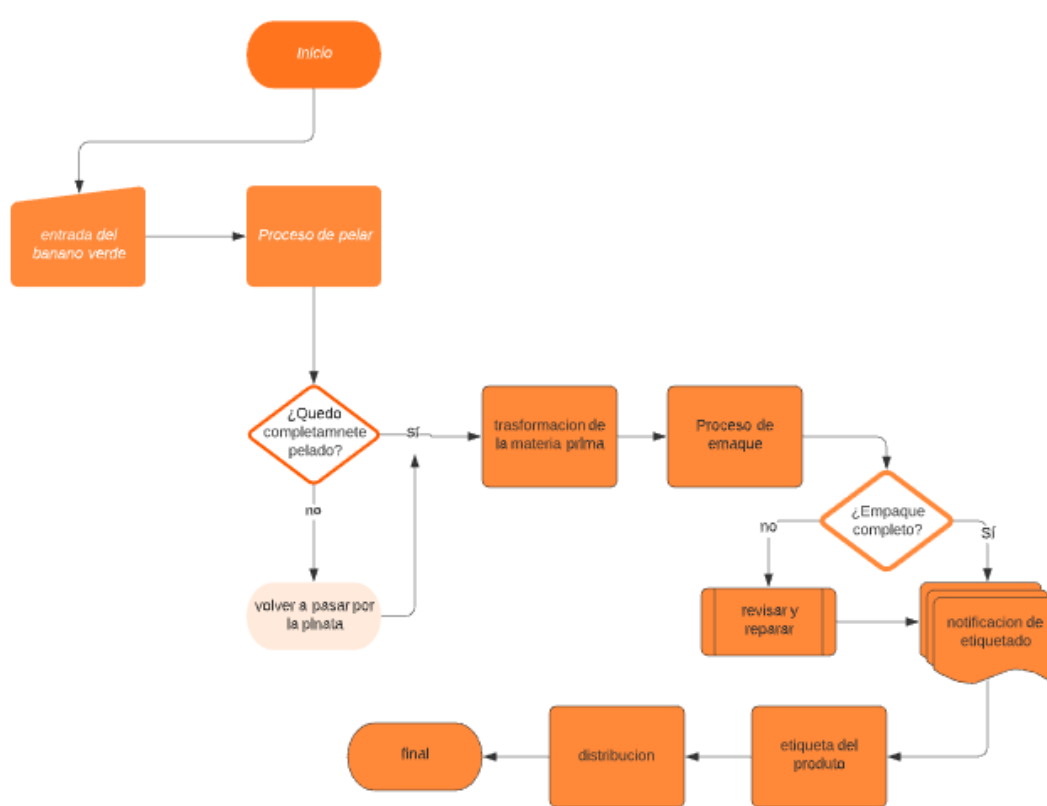 Inicio
entrada del
banano verde
Proceso de pelar
¿Quedo
completamnete
pelado?
Sí
no
volver a pasar por
la pinata
trasformacion de
la materia prima
Proceso de
emaque
¿Empaque
completo?
no
Sí
revisar y
reparar
notificacion de
etiquetado
etiqueta del
produto
distribucion
final